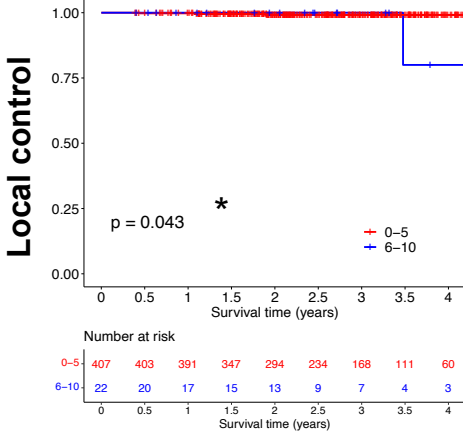 Local control
1.00
0.75
0.50
0.25
0.00
p = 0.043
*
0–5
6–10
0 0.5 1 1.5 2 2.5 3 3.5 4
Survival time (years)
Number at risk
0–5 407 403 391 347 294 234 168 111 60
6–10 22 20 17 15 13 9 7 4 3
0 0.5 1 1.5 2 2.5 3 3.5 4
Survival time (years)